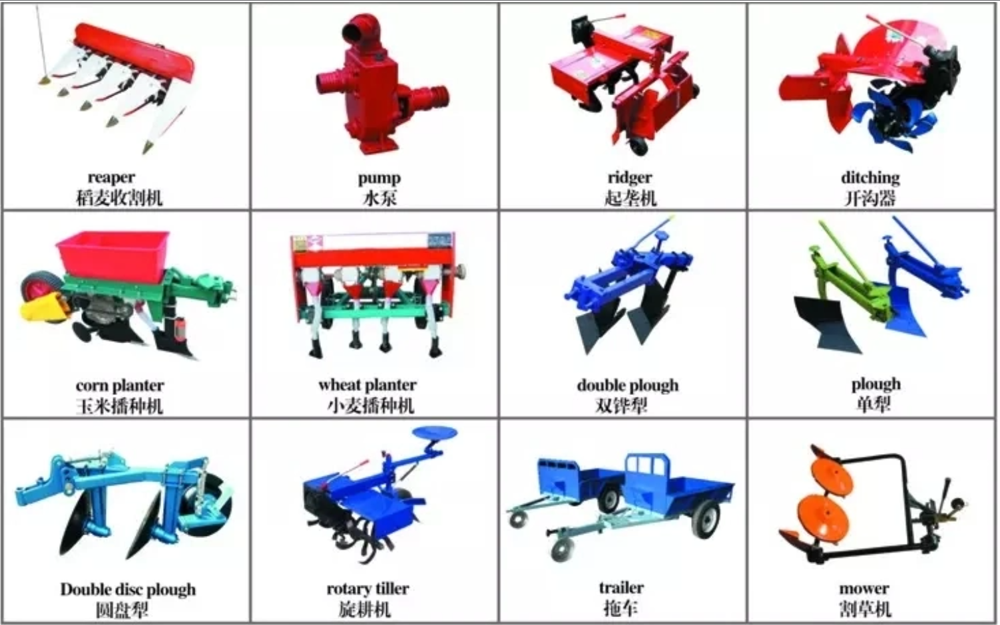 reaper
稻麦收割机
pump
水泵
ridger
起垄机
ditching
开沟器
corn planter
玉米播种机
wheat planter
小麦播种机
double plough
双铧犁
plough
单犁
Double disc plough
圆盘犁
rotary tiller
旋耕机
trailer
拖车
mower
割草机